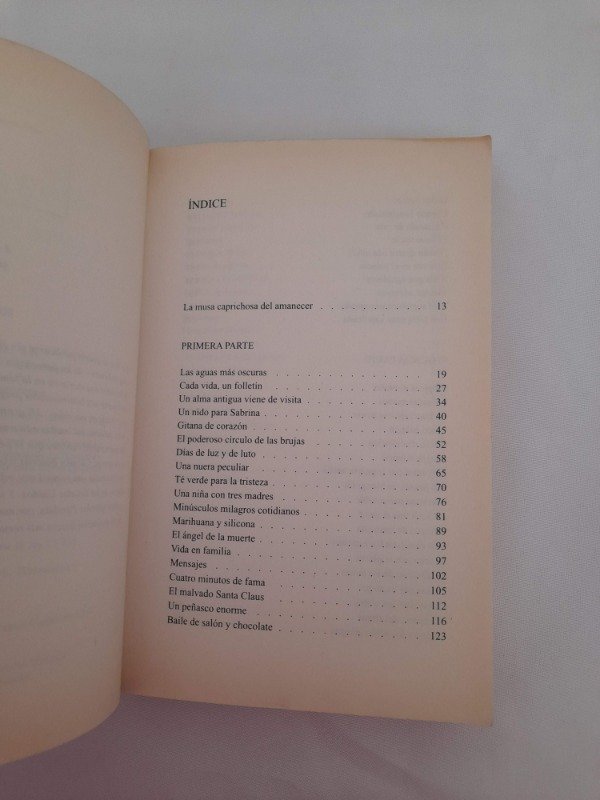 ÍNDICE
La musa caprichosa del amanecer . . . . . . . . . . 13
PRIMERA PARTE
Las aguas más oscuras . . . . . . . . . . . . . 19
Cada vida, un folletín . . . . . . . . . . . . . 27
Un alma antigua viene de visita . . . . . . . . . . 34
Un nido para Sabrina . . . . . . . . . . . . . 40
Gitana de corazón . . . . . . . . . . . . . . 45
El poderoso círculo de las brujas . . . . . . . . . . 52
Días de luz y de luto . . . . . . . . . . . . . 58
Una nuera peculiar . . . . . . . . . . . . . . 65
Té verde para la tristeza . . . . . . . . . . . . 70
Una niña con tres madres . . . . . . . . . . . . 76
Minúsculos milagros cotidianos . . . . . . . . . . 81
Marihuana y silicona . . . . . . . . . . . . . 89
El ángel de la muerte . . . . . . . . . . . . . 93
Vida en familia . . . . . . . . . . . . . . . 97
Mensajes . . . . . . . . . . . . . . . . . 102
Cuatro minutos de fama . . . . . . . . . . . . 105
El malvado Santa Claus . . . . . . . . . . . . 112
Un peñasco enorme . . . . . . . . . . . . . . 116
Baile de salón y chocolate . . . . . . . . . . . . 123